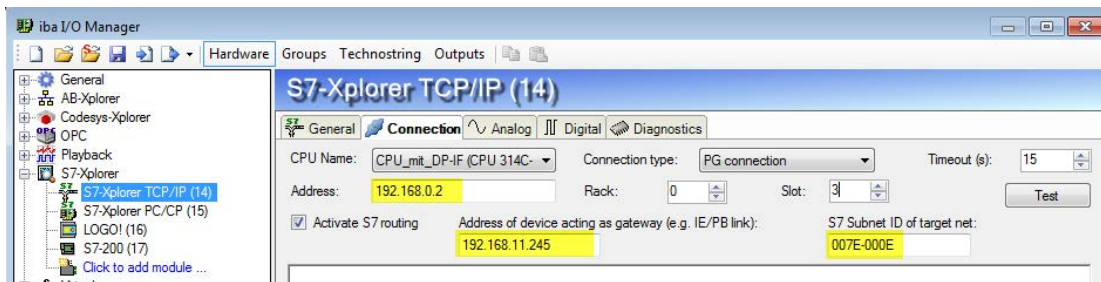 iba I/O Manager
Hardware Groups Technostring Outputs
General
AB-Xplorer
Codesys-Xplorer
OPC
Playback
S7-Xplorer
S7-Xplorer TCP/IP (14)
S7-Xplorer PC/CP (15)
LOGO! (16)
S7-200 (17)
Click to add module ...
S7-Xplorer TCP/IP (14)
General Connection Analog Digital Diagnostics
CPU Name: CPU_mit_DP-IF (CPU 314C- Connection type: PG connection Timeout (s): 15
Address: 192.168.0.2 Rack: 0 Slot: 3 Test
Activate S7 routing Address of device acting as gateway (e.g. IE/PB link): S7 Subnet ID of target net:
192.168.11.245 007E-000E